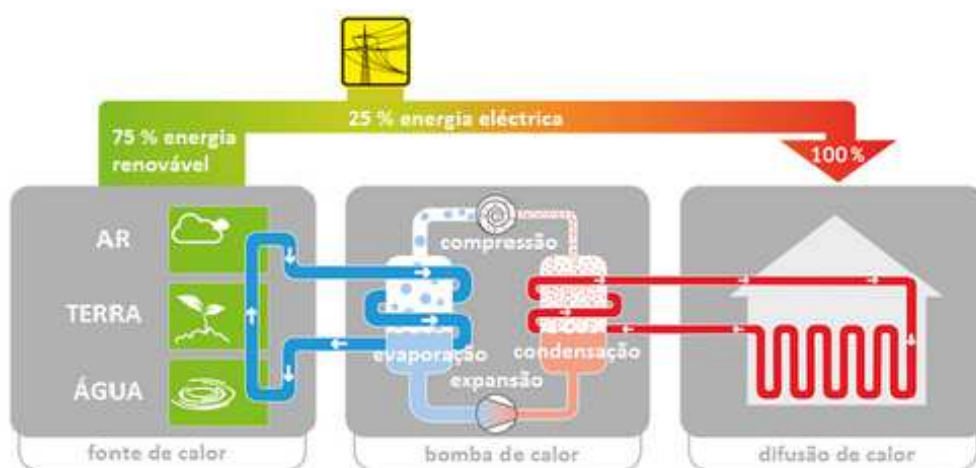 25 % energia eléctrica
75 % energia
renovável
100 %
AR
TERRA
ÁGUA
compressão
evaporação
condensação
expansão
fonte de calor
bomba de calor
difusão de calor